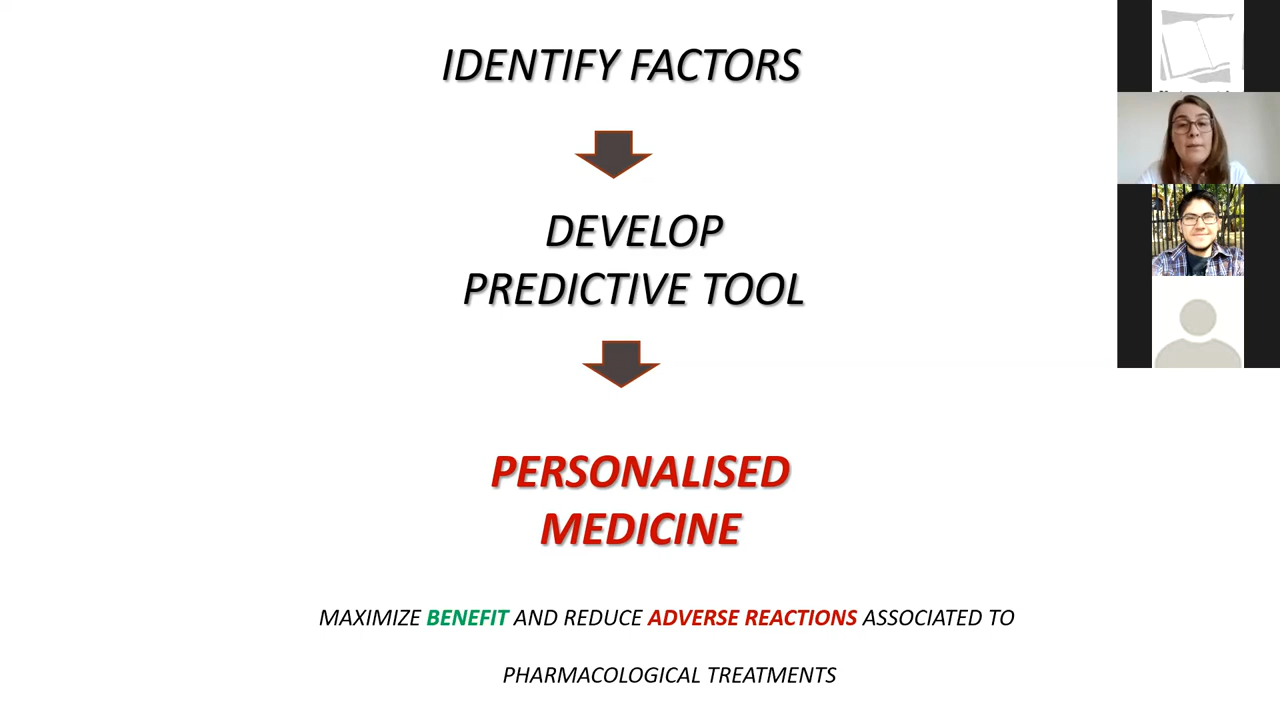 IDENTIFY FACTORS
DEVELOP
PREDICTIVE TOOL
PERSONALISED
MEDICINE
MAXIMIZE BENEFIT AND REDUCE ADVERSE REACTIONS ASSOCIATED TO
PHARMACOLOGICAL TREATMENTS